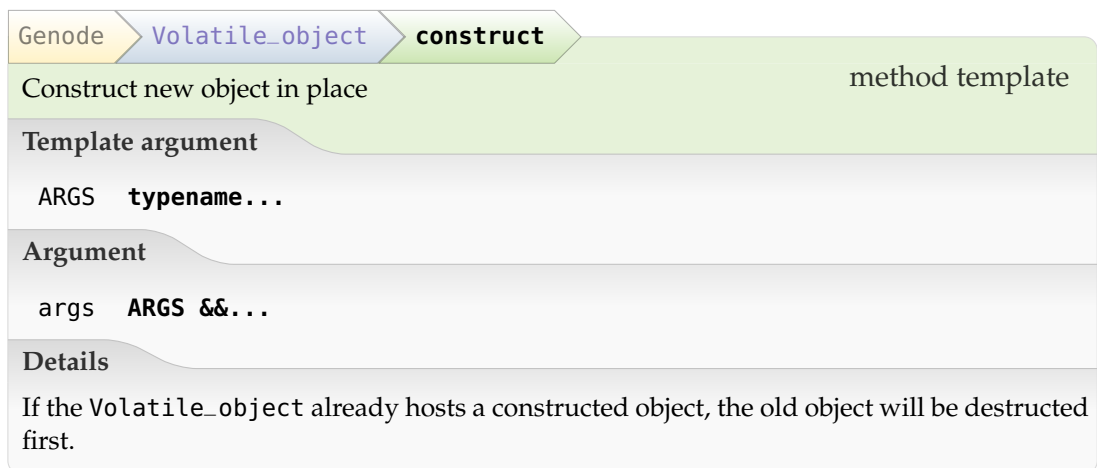 Genode Volatile_object construct
method template
Construct new object in place
Template argument
ARGS typename...
Argument
args ARGS &&...
Details
If the Volatile_object already hosts a constructed object, the old object will be destructed
first.